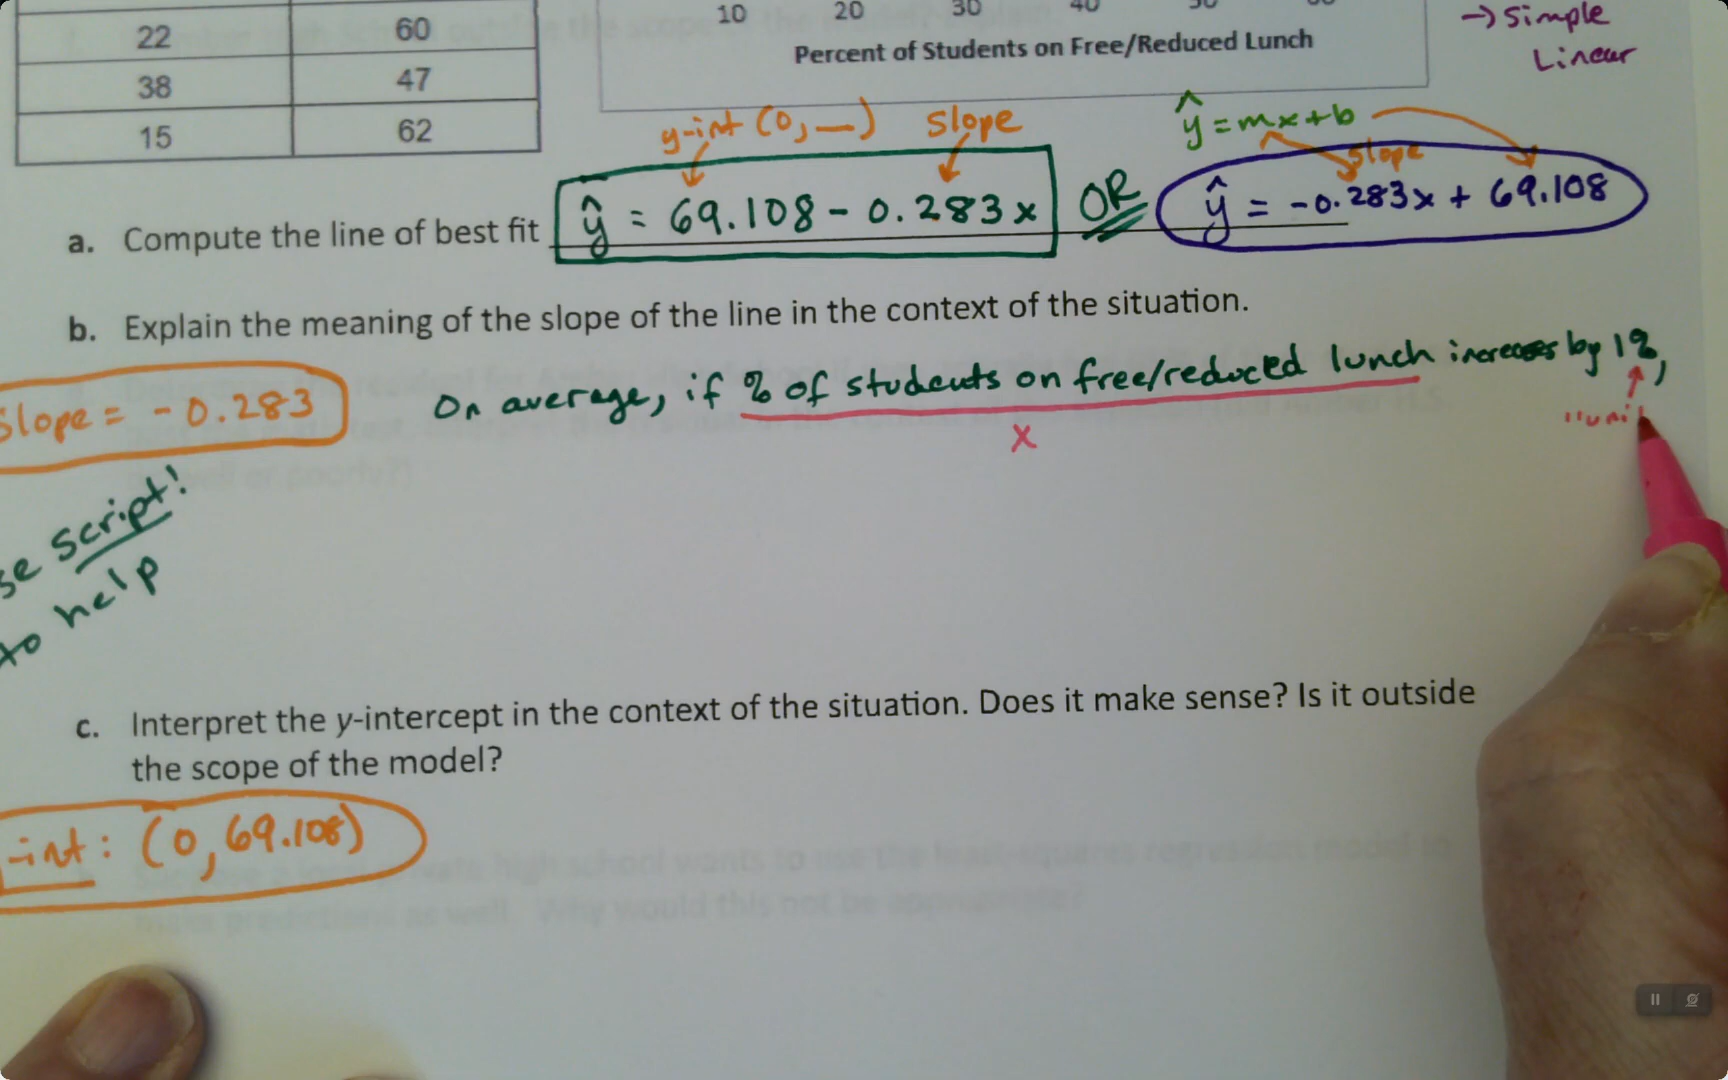 22 60
38 47
15 62
10 20 30 40
Percent of Students on Free/Reduced Lunch
→ Simple
Linear
y-int (0, _) slope
ŷ = mx+b
slope
a. Compute the line of best fit ŷ = 69.108 - 0.283x OR ŷ = -0.283x + 69.108
b. Explain the meaning of the slope of the line in the context of the situation.
slope = -0.283
On average, if % of students on free/reduced lunch increases by 1%,
x
"unit
se script!
to help
c. Interpret the y-intercept in the context of the situation. Does it make sense? Is it outside
the scope of the model?
-int: (0, 69.108)